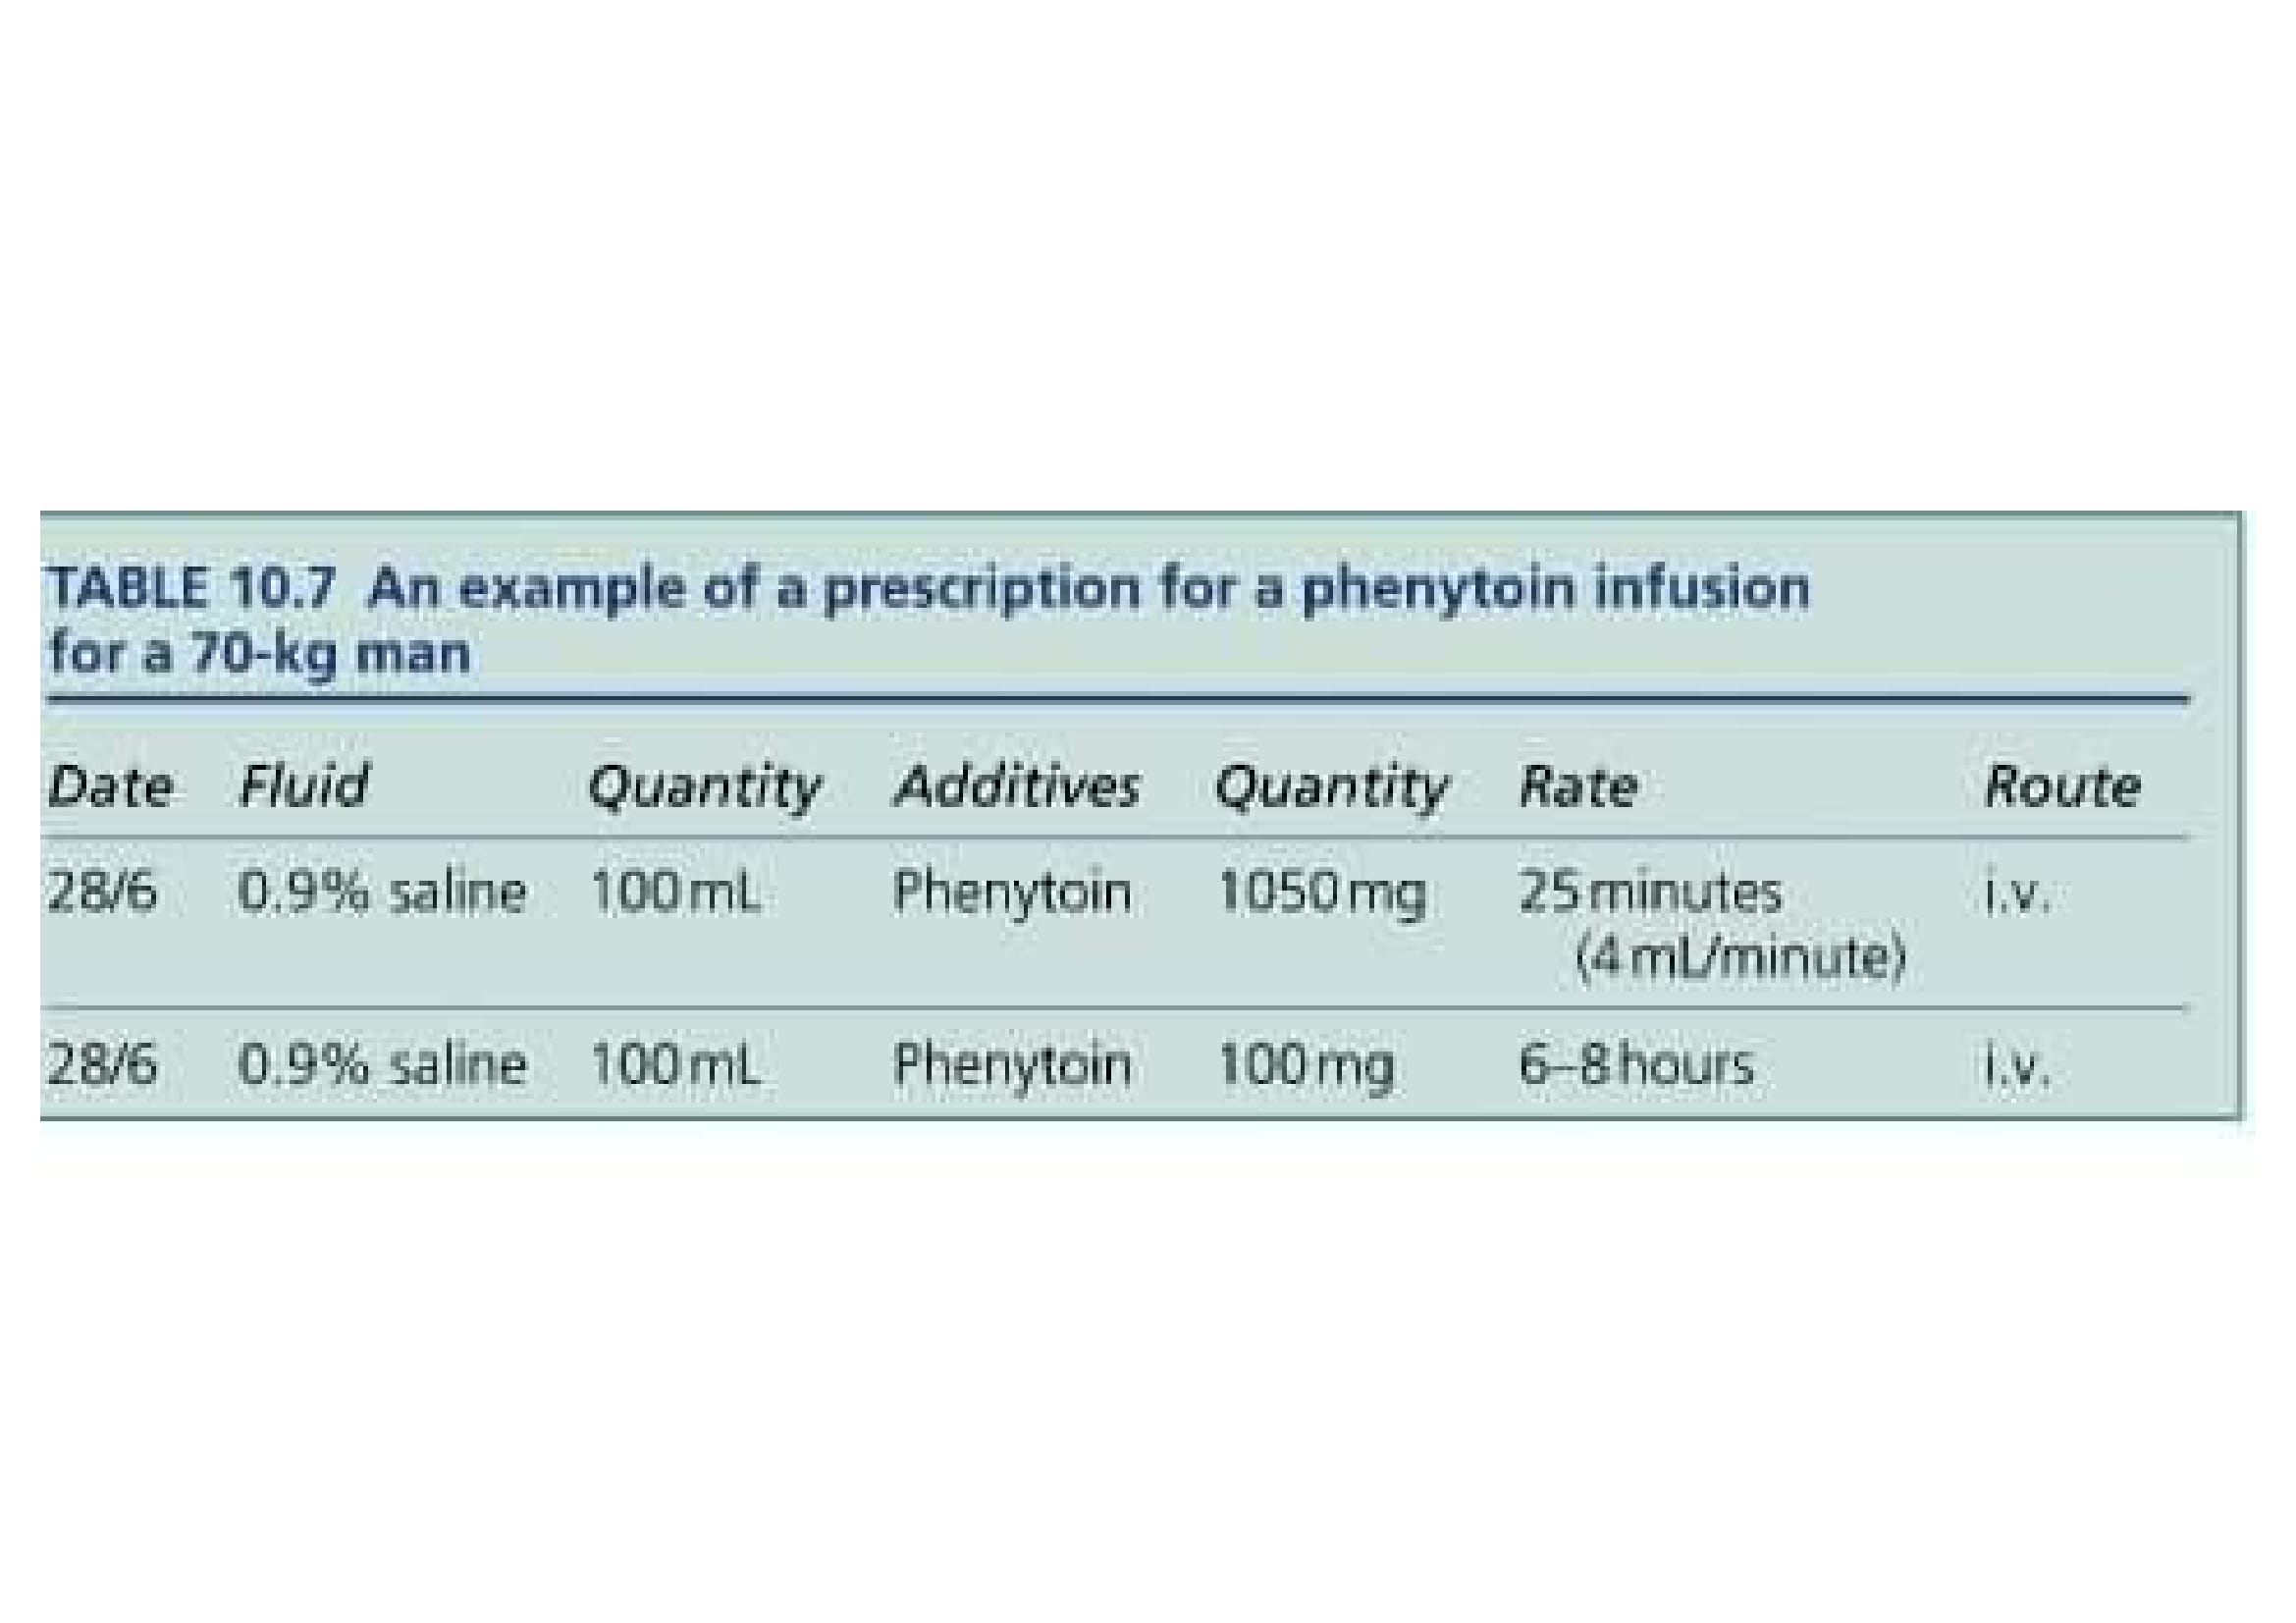 TABLE 10.7 An example of a prescription for a phenytoin infusion
for a 70-kg man
Date Fluid Quantity Additives Quantity Rate Route
28/6 0.9% saline 100 mL Phenytoin 1050 mg 25 minutes i.v.
(4 mL/minute)
28/6 0.9% saline 100 mL Phenytoin 100 mg 6–8 hours i.v.